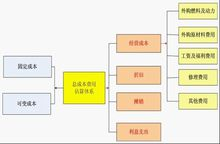 固定成本
可变成本
总成本费用
估算体系
经营成本
折旧
摊销
利息支出
外购燃料及动力
外购原材料费用
工资及福利费用
修理费用
其他费用